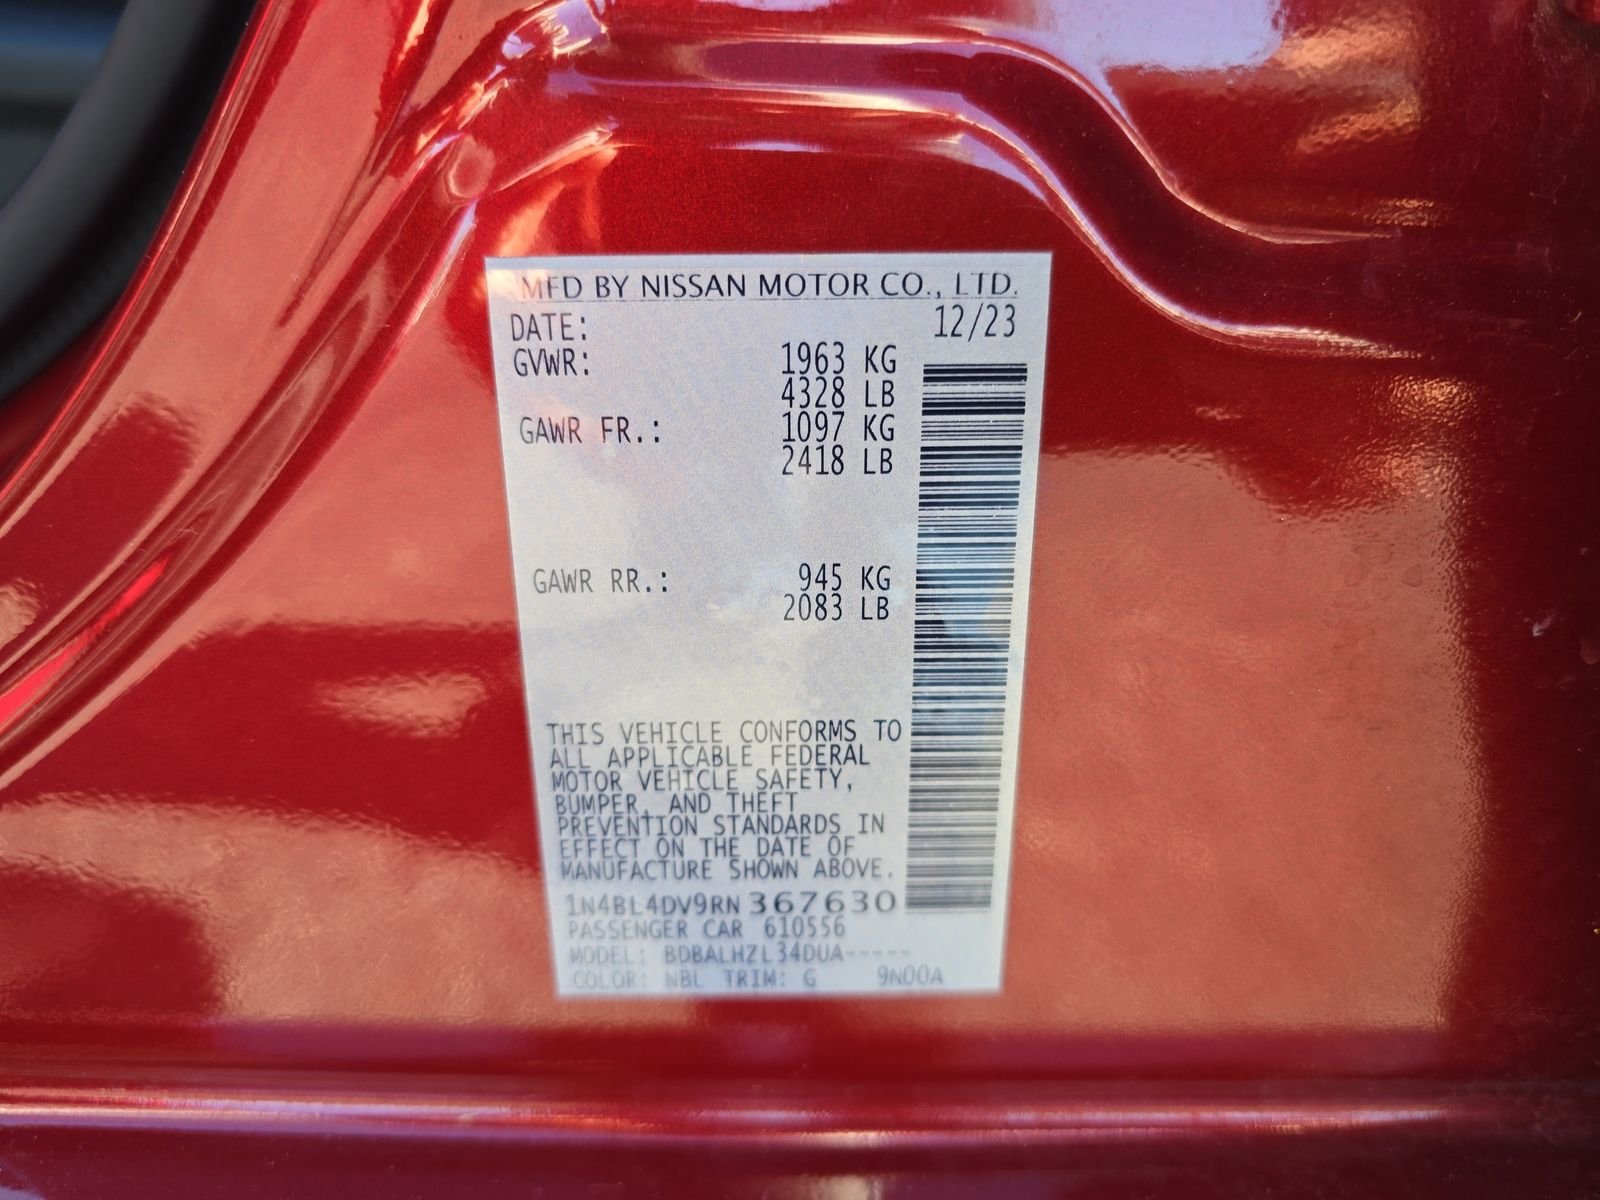 MFD BY NISSAN MOTOR CO., LTD.
DATE: 12/23
GVWR: 1963 KG
4328 LB
GAWR FR.: 1097 KG
2418 LB
GAWR RR.: 945 KG
2083 LB
THIS VEHICLE CONFORMS TO
ALL APPLICABLE FEDERAL
MOTOR VEHICLE SAFETY,
BUMPER, AND THEFT
PREVENTION STANDARDS IN
EFFECT ON THE DATE OF
MANUFACTURE SHOWN ABOVE.
1N4BL4DV9RN367630
PASSENGER CAR 610556
MODEL: BDBALHZL34DUA-----
COLOR: NBL TRIM: G 9N00A